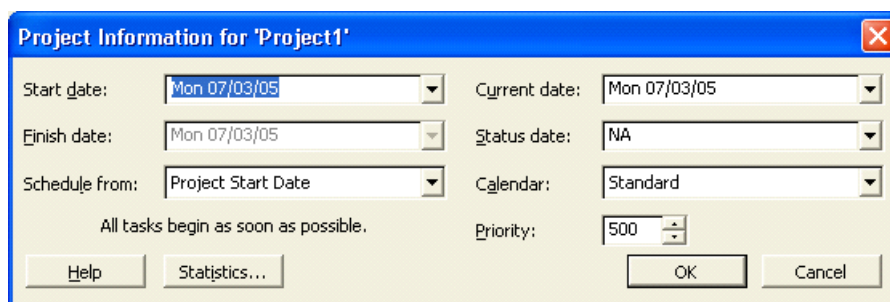 Project Information for 'Project1'
Start date: Mon 07/03/05 Current date: Mon 07/03/05
Finish date: Mon 07/03/05 Status date: NA
Schedule from: Project Start Date Calendar: Standard
All tasks begin as soon as possible. Priority: 500
Help Statistics... OK Cancel